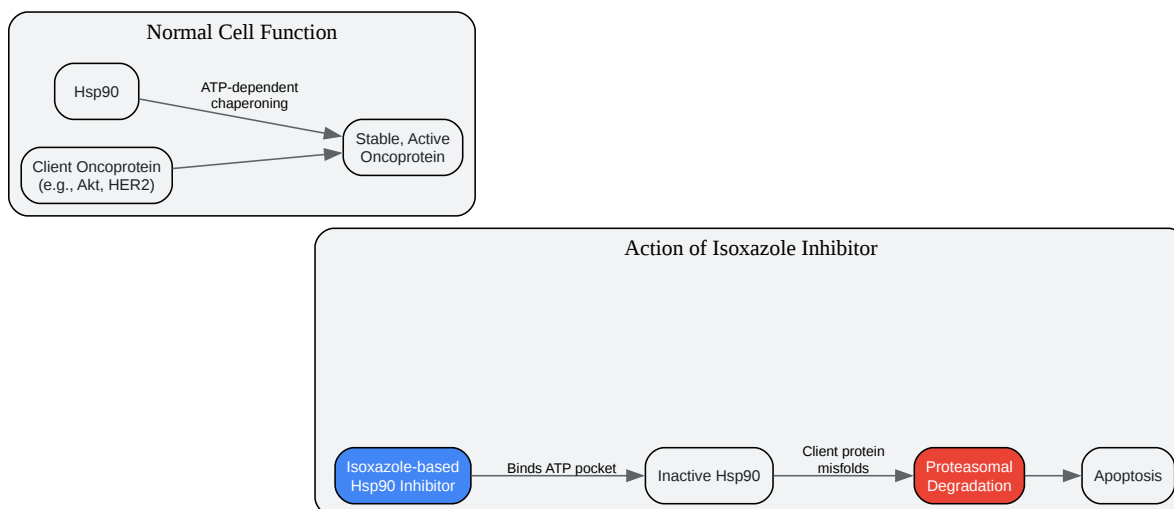 Normal Cell Function
Hsp90
ATP-dependent
chaperoning
Stable, Active
Oncoprotein
Client Oncoprotein
(e.g., Akt, HER2)
Action of Isoxazole Inhibitor
Isoxazole-based
Hsp90 Inhibitor
Binds ATP pocket
Inactive Hsp90
Client protein
misfolds
Proteasomal
Degradation
Apoptosis